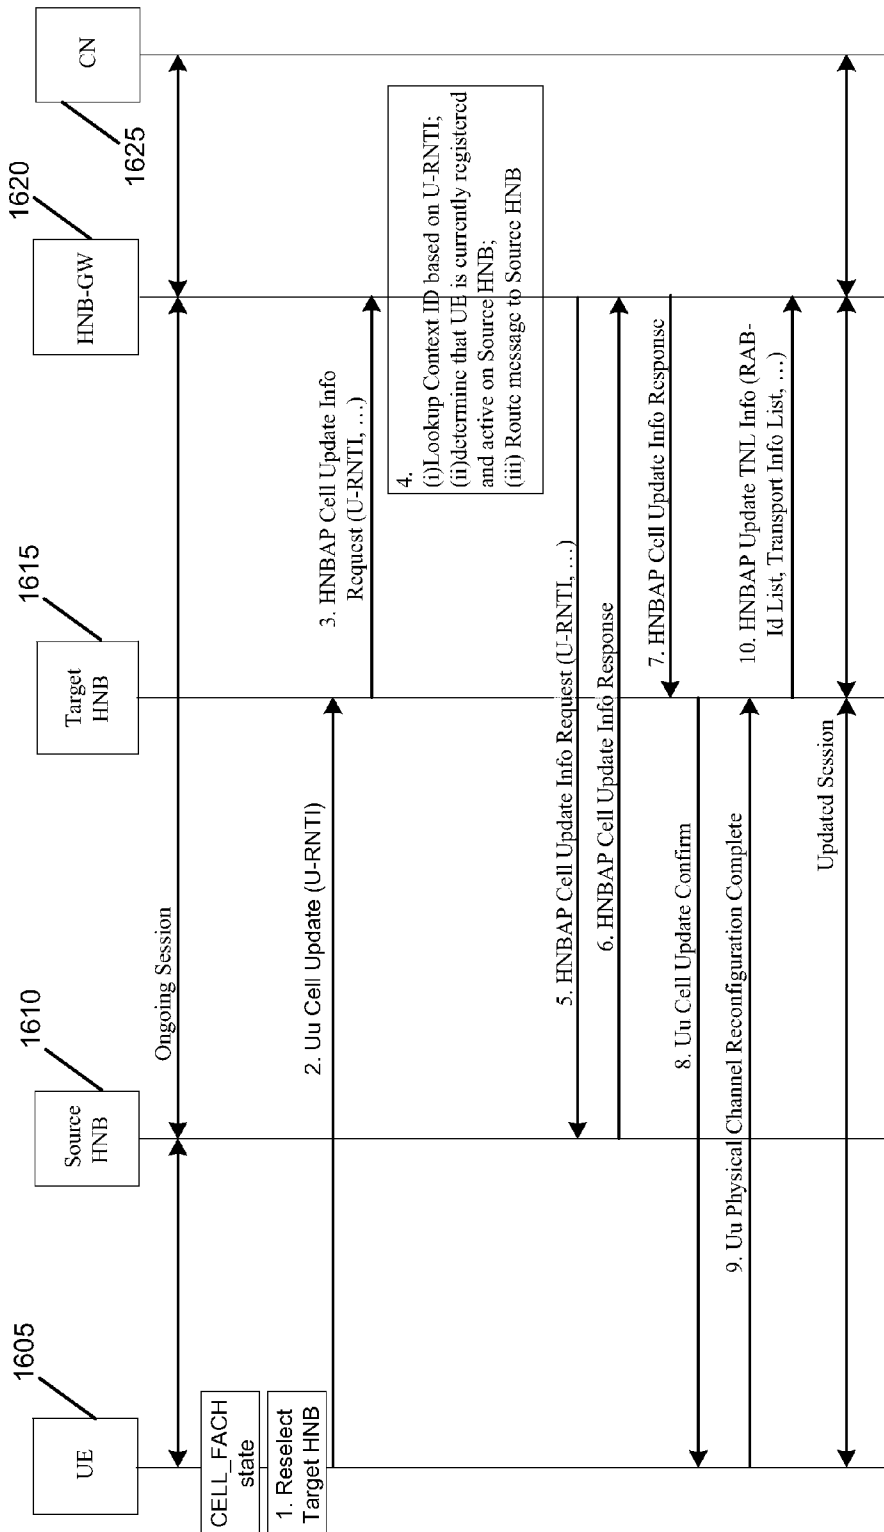 1605
1610
1615
1620
1625
UE
Source
HNB
Target
HNB
HNB-GW
CN
Ongoing Session
CELL_FACH
state
1. Reselect
Target HNB
2. Uu Cell Update (U-RNTI)
3. HNBAP Cell Update Info
Request (U-RNTI, …)
4.
(i)Lookup Context ID based on U-RNTI;
(ii)determine that UE is currently registered
and active on Source HNB;
(iii) Route message to Source HNB
5. HNBAP Cell Update Info Request (U-RNTI, …)
6. HNBAP Cell Update Info Response
7. HNBAP Cell Update Info Response
8. Uu Cell Update Confirm
9. Uu Physical Channel Reconfiguration Complete
10. HNBAP Update TNL Info (RAB-
Id List, Transport Info List, …)
Updated Session